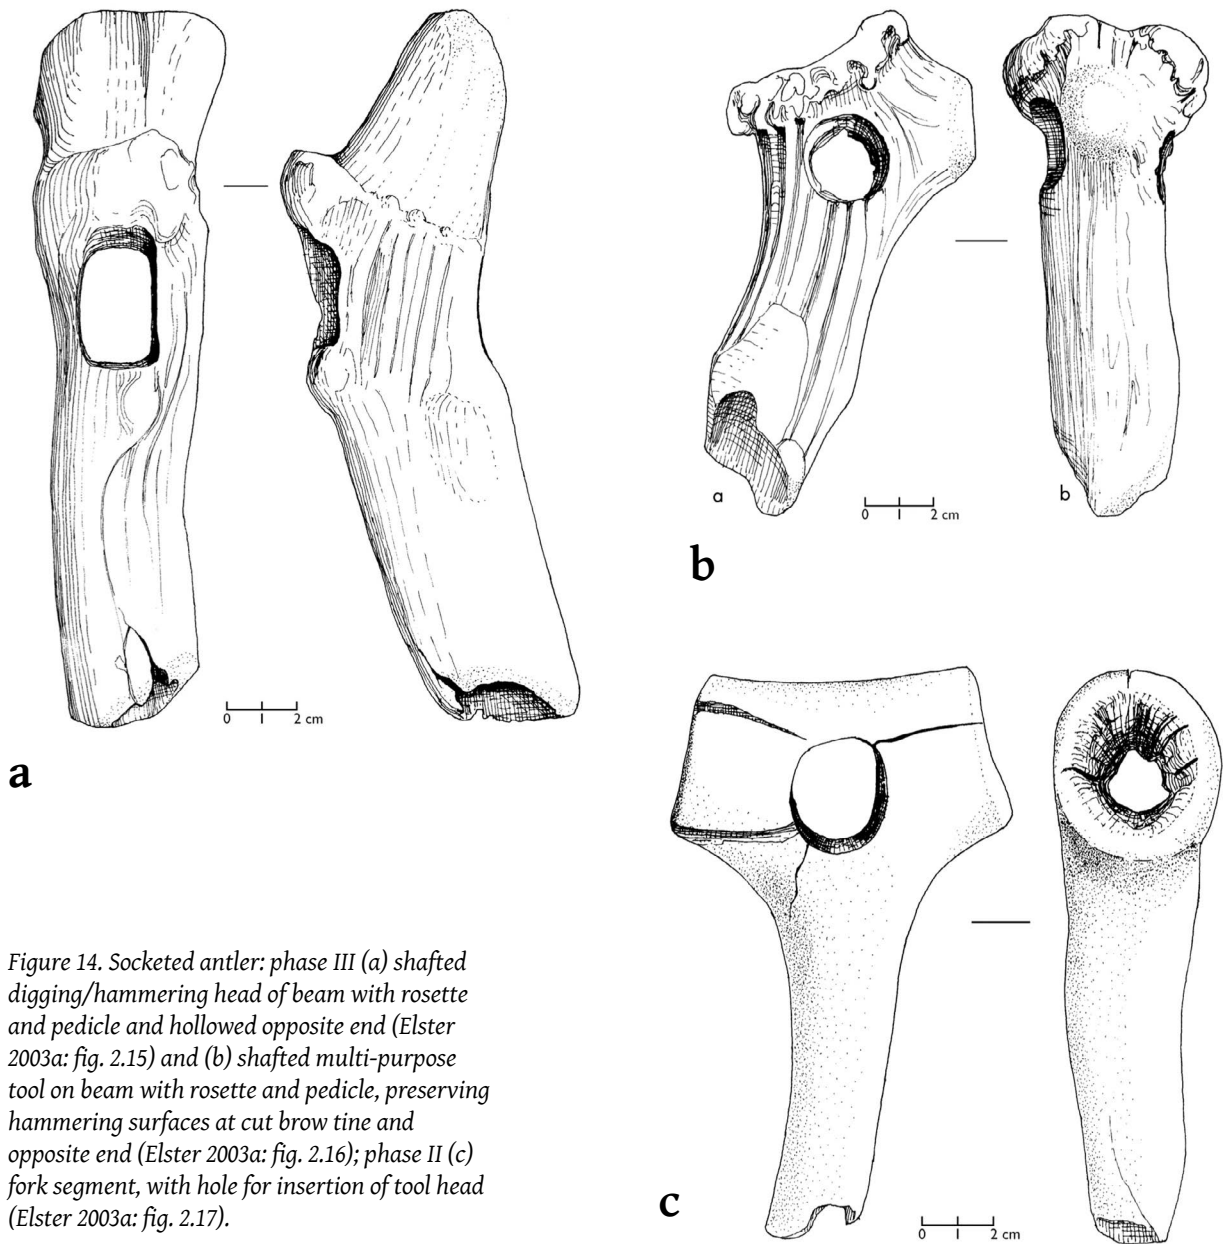 a
b
0 2 cm
b
0 2 cm
a
c
0 2 cm
Figure 14. Socketed antler: phase III (a) shafted
digging/hammering head of beam with rosette
and pedicle and hollowed opposite end (Elster
2003a: fig. 2.15) and (b) shafted multi-purpose
tool on beam with rosette and pedicle, preserving
hammering surfaces at cut brow tine and
opposite end (Elster 2003a: fig. 2.16); phase II (c)
fork segment, with hole for insertion of tool head
(Elster 2003a: fig. 2.17).